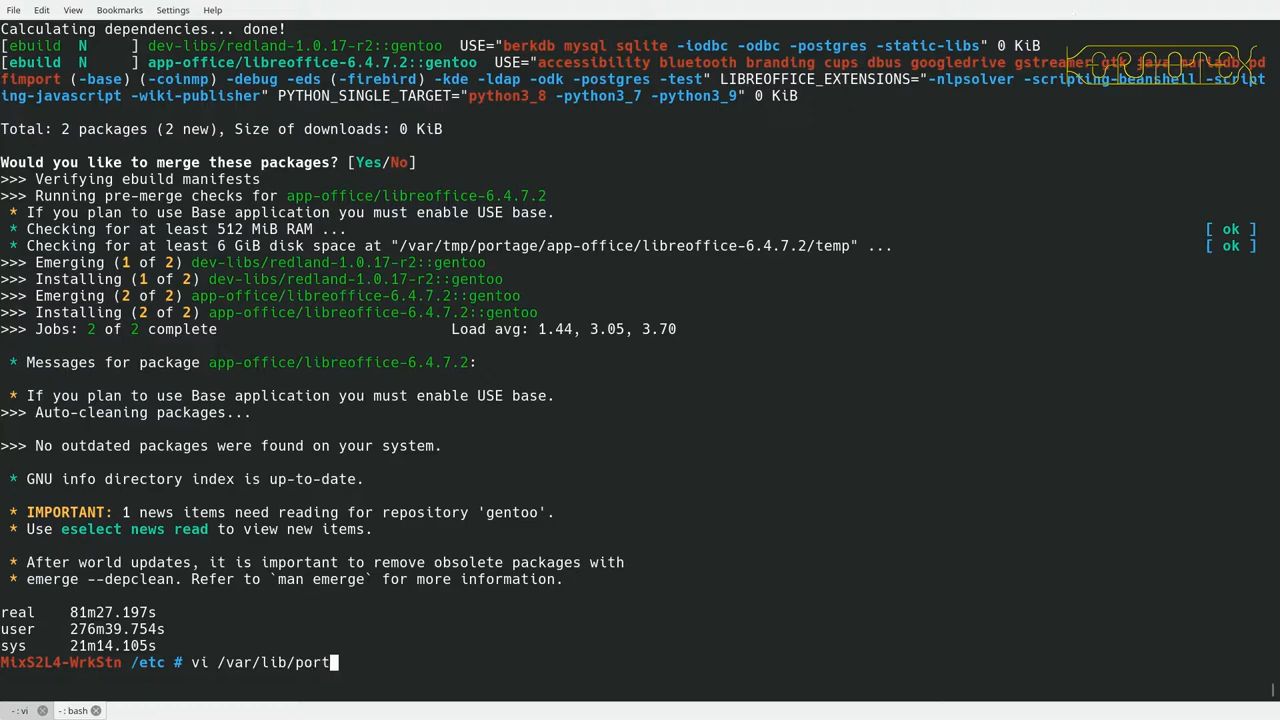 File Edit View Bookmarks Settings Help
Calculating dependencies... done!
[ebuild  N     ] dev-libs/redland-1.0.17-r2::gentoo  USE="berkdb mysql sqlite -iodbc -odbc -postgres -static-libs" 0 KiB
[ebuild  N     ] app-office/libreoffice-6.4.7.2::gentoo  USE="accessibility bluetooth branding cups dbus googledrive gstreamer gtk java mariadb pd
fimport (-base) (-coinmp) -debug -eds (-firebird) -kde -ldap -odk -postgres -test" LIBREOFFICE_EXTENSIONS="-nlpsolver -scripting-beanshell -script
ing-javascript -wiki-publisher" PYTHON_SINGLE_TARGET="python3_8 -python3_7 -python3_9" 0 KiB
Total: 2 packages (2 new), Size of downloads: 0 KiB
Would you like to merge these packages? [Yes/No]
>>> Verifying ebuild manifests
>>> Running pre-merge checks for app-office/libreoffice-6.4.7.2
* If you plan to use Base application you must enable USE base.
* Checking for at least 512 MiB RAM ... [ ok ]
* Checking for at least 6 GiB disk space at "/var/tmp/portage/app-office/libreoffice-6.4.7.2/temp" ... [ ok ]
>>> Emerging (1 of 2) dev-libs/redland-1.0.17-r2::gentoo
>>> Installing (1 of 2) dev-libs/redland-1.0.17-r2::gentoo
>>> Emerging (2 of 2) app-office/libreoffice-6.4.7.2::gentoo
>>> Installing (2 of 2) app-office/libreoffice-6.4.7.2::gentoo
>>> Jobs: 2 of 2 complete Load avg: 1.44, 3.05, 3.70
* Messages for package app-office/libreoffice-6.4.7.2:
* If you plan to use Base application you must enable USE base.
>>> Auto-cleaning packages...
>>> No outdated packages were found on your system.
* GNU info directory index is up-to-date.
* IMPORTANT: 1 news items need reading for repository 'gentoo'.
* Use eselect news read to view new items.
* After world updates, it is important to remove obsolete packages with
* emerge --depclean. Refer to `man emerge` for more information.
real 81m27.197s
user 276m39.754s
sys 21m14.105s
MixS2L4-WrkStn /etc # vi /var/lib/port
- : vi - : bash